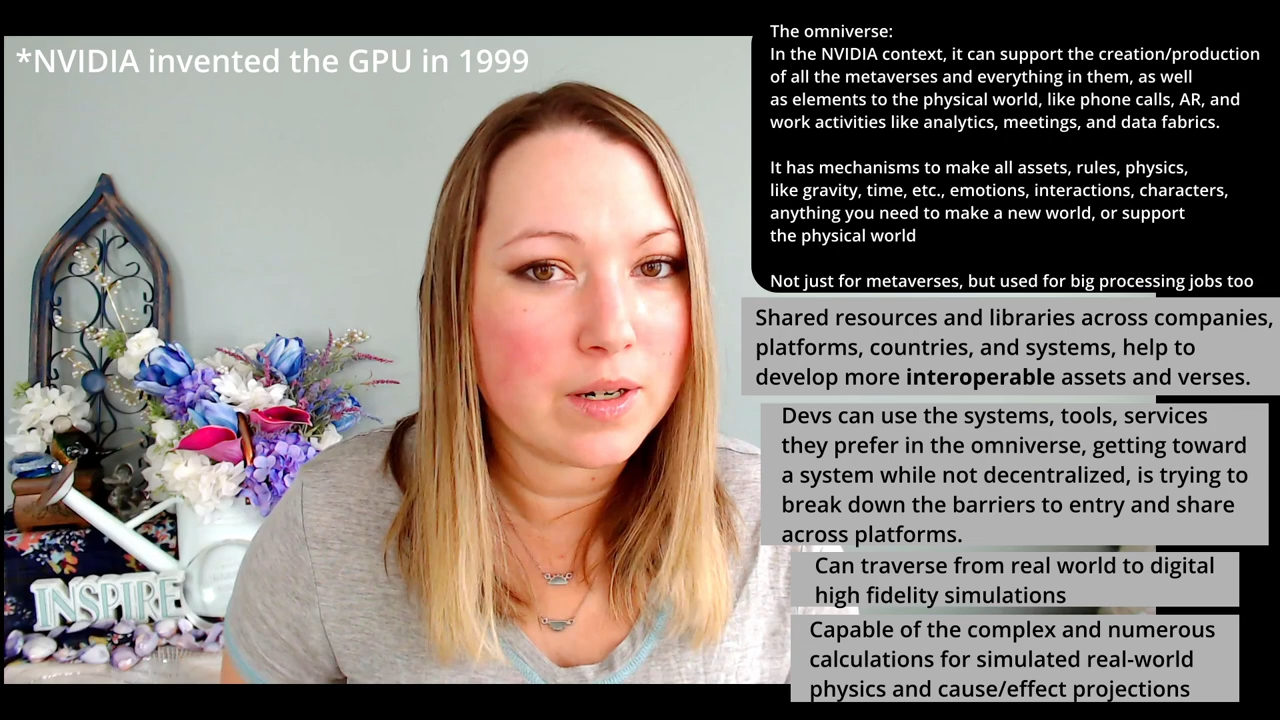 *NVIDIA invented the GPU in 1999
The omniverse:
In the NVIDIA context, it can support the creation/production
of all the metaverses and everything in them, as well
as elements to the physical world, like phone calls, AR, and
work activities like analytics, meetings, and data fabrics.
It has mechanisms to make all assets, rules, physics,
like gravity, time, etc., emotions, interactions, characters,
anything you need to make a new world, or support
the physical world
Not just for metaverses, but used for big processing jobs too
Shared resources and libraries across companies,
platforms, countries, and systems, help to
develop more interoperable assets and verses.
Devs can use the systems, tools, services
they prefer in the omniverse, getting toward
a system while not decentralized, is trying to
break down the barriers to entry and share
across platforms.
Can traverse from real world to digital
high fidelity simulations
Capable of the complex and numerous
calculations for simulated real-world
physics and cause/effect projections
INSPIRE